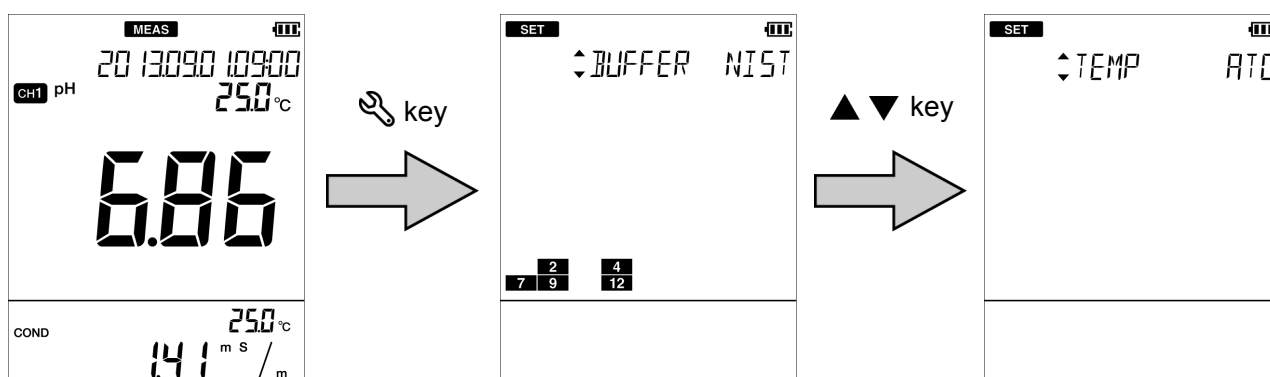 MEAS
2013.09.01.09:00
CH1 pH
25.0 °C
6.86
COND
25.0 °C
1.41 m S / m
key
SET
BUFFER NIST
2 4
7 9 12
▲ ▼ key
SET
TEMP ATC